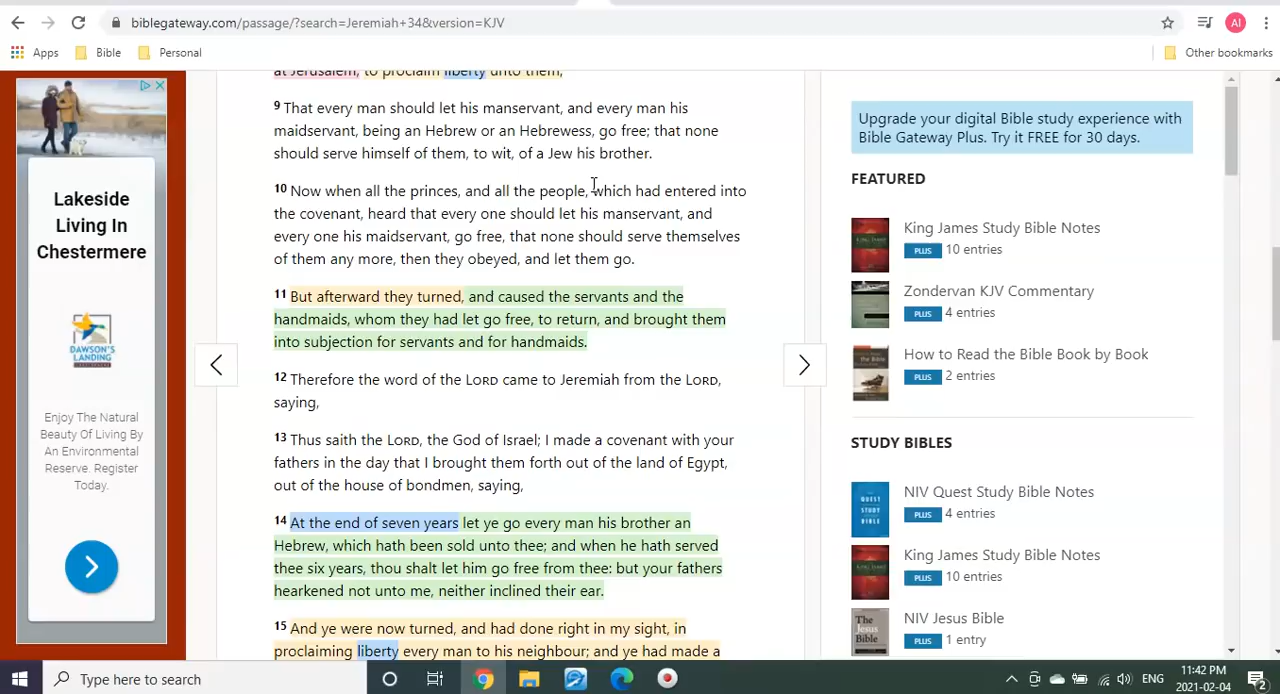 biblegateway.com/passage/?search=Jeremiah+34&version=KJV
AI
Apps
Bible
Personal
Other bookmarks
Lakeside
Living In
Chestermere
DAWSON'S
LANDING
Enjoy The Natural
Beauty Of Living By
An Environmental
Reserve. Register
Today.
at Jerusalem, to proclaim liberty unto them;
9 That every man should let his manservant, and every man his
maidservant, being an Hebrew or an Hebrewess, go free; that none
should serve himself of them, to wit, of a Jew his brother.
10 Now when all the princes, and all the people, which had entered into
the covenant, heard that every one should let his manservant, and
every one his maidservant, go free, that none should serve themselves
of them any more, then they obeyed, and let them go.
11 But afterward they turned, and caused the servants and the
handmaids, whom they had let go free, to return, and brought them
into subjection for servants and for handmaids.
12 Therefore the word of the LORD came to Jeremiah from the LORD,
saying,
13 Thus saith the LORD, the God of Israel; I made a covenant with your
fathers in the day that I brought them forth out of the land of Egypt,
out of the house of bondmen, saying,
14 At the end of seven years let ye go every man his brother an
Hebrew, which hath been sold unto thee; and when he hath served
thee six years, thou shalt let him go free from thee: but your fathers
hearkened not unto me, neither inclined their ear.
15 And ye were now turned, and had done right in my sight, in
proclaiming liberty every man to his neighbour; and ye had made a
Upgrade your digital Bible study experience with
Bible Gateway Plus. Try it FREE for 30 days.
FEATURED
King James Study Bible Notes
PLUS 10 entries
Zondervan KJV Commentary
PLUS 4 entries
How to Read the Bible Book by Book
PLUS 2 entries
STUDY BIBLES
NIV Quest Study Bible Notes
PLUS 4 entries
QUEST
STUDY
BIBLE
King James Study Bible Notes
PLUS 10 entries
NIV Jesus Bible
PLUS 1 entry
The
Jesus
Bible
Type here to search
ENG
11:42 PM
2021-02-04
2